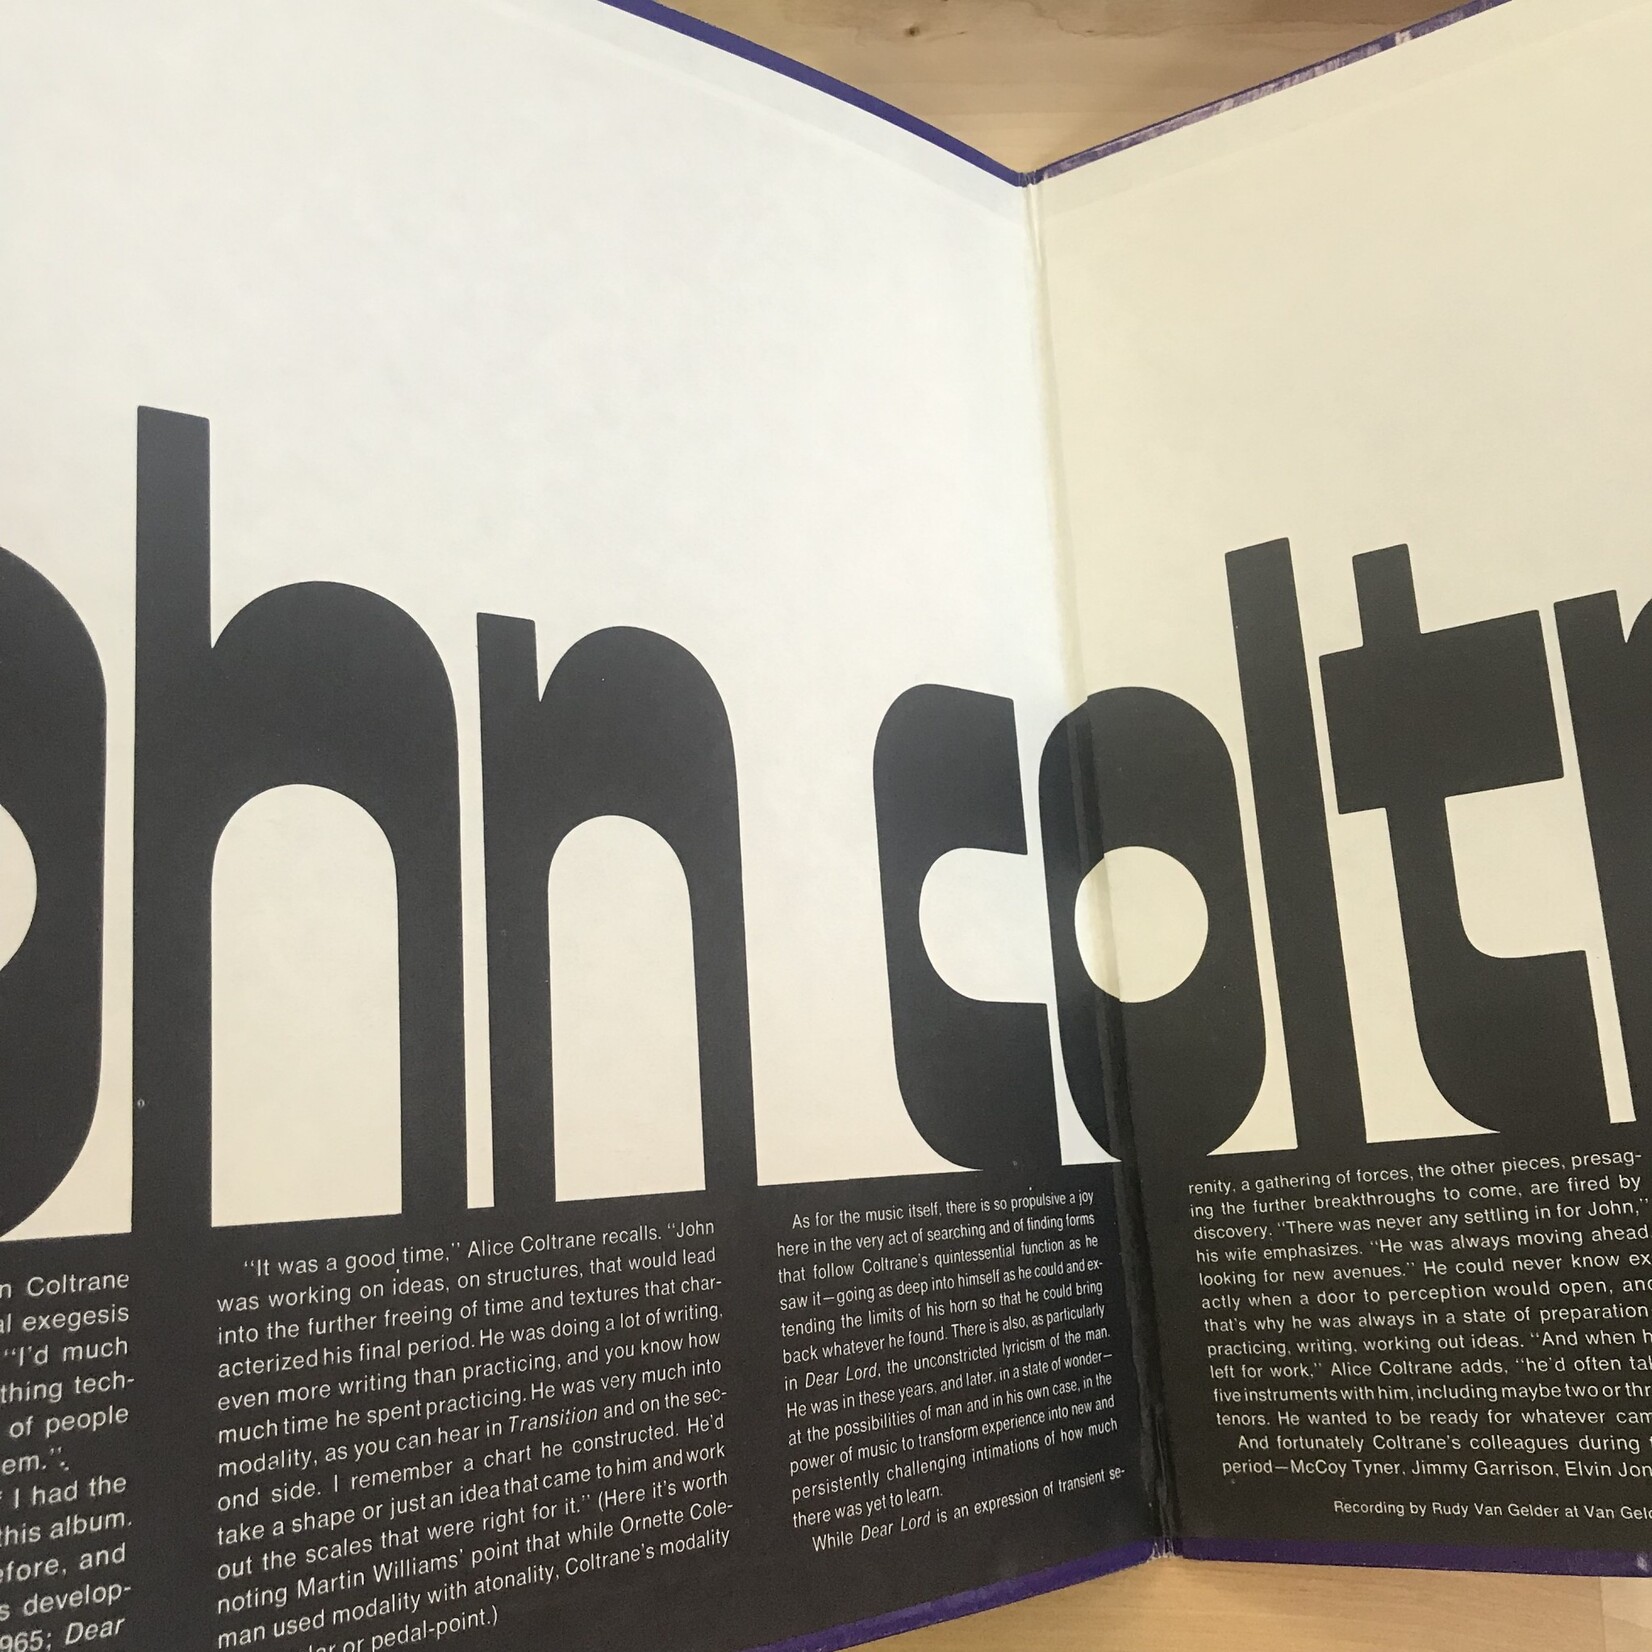 ohn coltr
n Coltrane
al exegesis
"I'd much
thing tech-
of people
em."
I had the
this album.
efore, and
s develop-
965; Dear
"It was a good time," Alice Coltrane recalls. "John
was working on ideas, on structures, that would lead
into the further freeing of time and textures that char-
acterized his final period. He was doing a lot of writing,
even more writing than practicing, and you know how
much time he spent practicing. He was very much into
modality, as you can hear in Transition and on the sec-
ond side. I remember a chart he constructed. He'd
take a shape or just an idea that came to him and work
out the scales that were right for it." (Here it's worth
noting Martin Williams' point that while Ornette Cole-
man used modality with atonality, Coltrane's modality
or pedal-point.)
As for the music itself, there is so propulsive a joy
here in the very act of searching and of finding forms
that follow Coltrane's quintessential function as he
saw it—going as deep into himself as he could and ex-
tending the limits of his horn so that he could bring
back whatever he found. There is also, as particularly
in Dear Lord, the unconstricted lyricism of the man.
He was in these years, and later, in a state of wonder—
at the possibilities of man and in his own case, in the
power of music to transform experience into new and
persistently challenging intimations of how much
there was yet to learn.
While Dear Lord is an expression of transient se-
renity, a gathering of forces, the other pieces, presag-
ing the further breakthroughs to come, are fired by
discovery. "There was never any settling in for John,"
his wife emphasizes. "He was always moving ahead
looking for new avenues." He could never know ex
actly when a door to perception would open, and
that's why he was always in a state of preparation
practicing, writing, working out ideas. "And when h
left for work," Alice Coltrane adds, "he'd often tak
five instruments with him, including maybe two or thr
tenors. He wanted to be ready for whatever cam
And fortunately Coltrane's colleagues during t
period—McCoy Tyner, Jimmy Garrison, Elvin Jon
Recording by Rudy Van Gelder at Van Geld